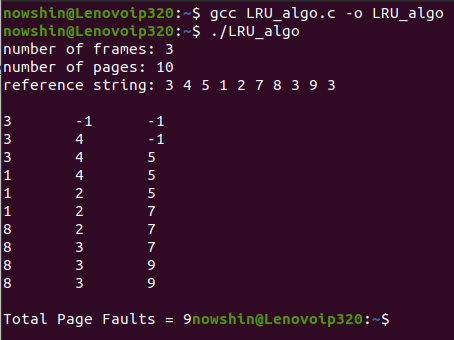 nowshin@Lenovoip320:~$ gcc LRU_algo.c -o LRU_algo
nowshin@Lenovoip320:~$ ./LRU_algo
number of frames: 3
number of pages: 10
reference string: 3 4 5 1 2 7 8 3 9 3
3 -1 -1
3 4 -1
3 4 5
1 4 5
1 2 5
1 2 7
8 2 7
8 3 7
8 3 9
8 3 9
Total Page Faults = 9nowshin@Lenovoip320:~$